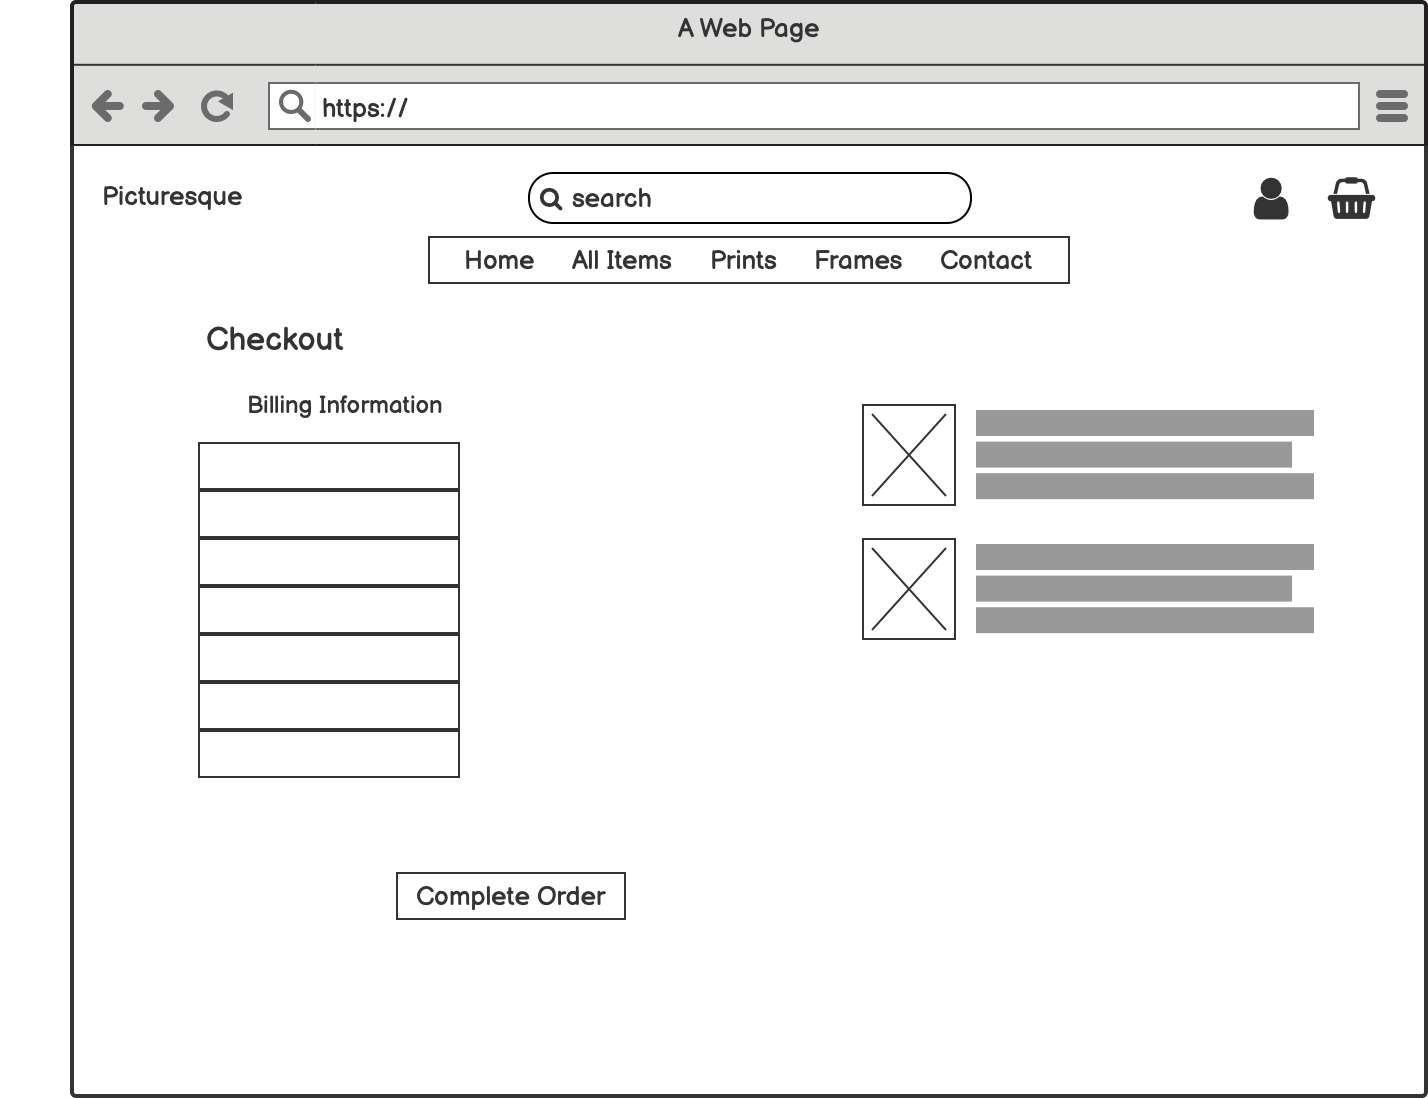 A Web Page
https://
Picturesque
search
Home All Items Prints Frames Contact
Checkout
Billing Information
Complete Order